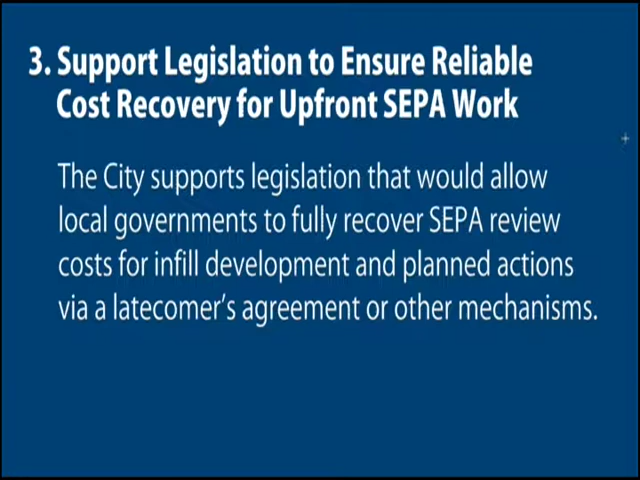 3. Support Legislation to Ensure Reliable
Cost Recovery for Upfront SEPA Work
The City supports legislation that would allow
local governments to fully recover SEPA review
costs for infill development and planned actions
via a latecomer's agreement or other mechanisms.